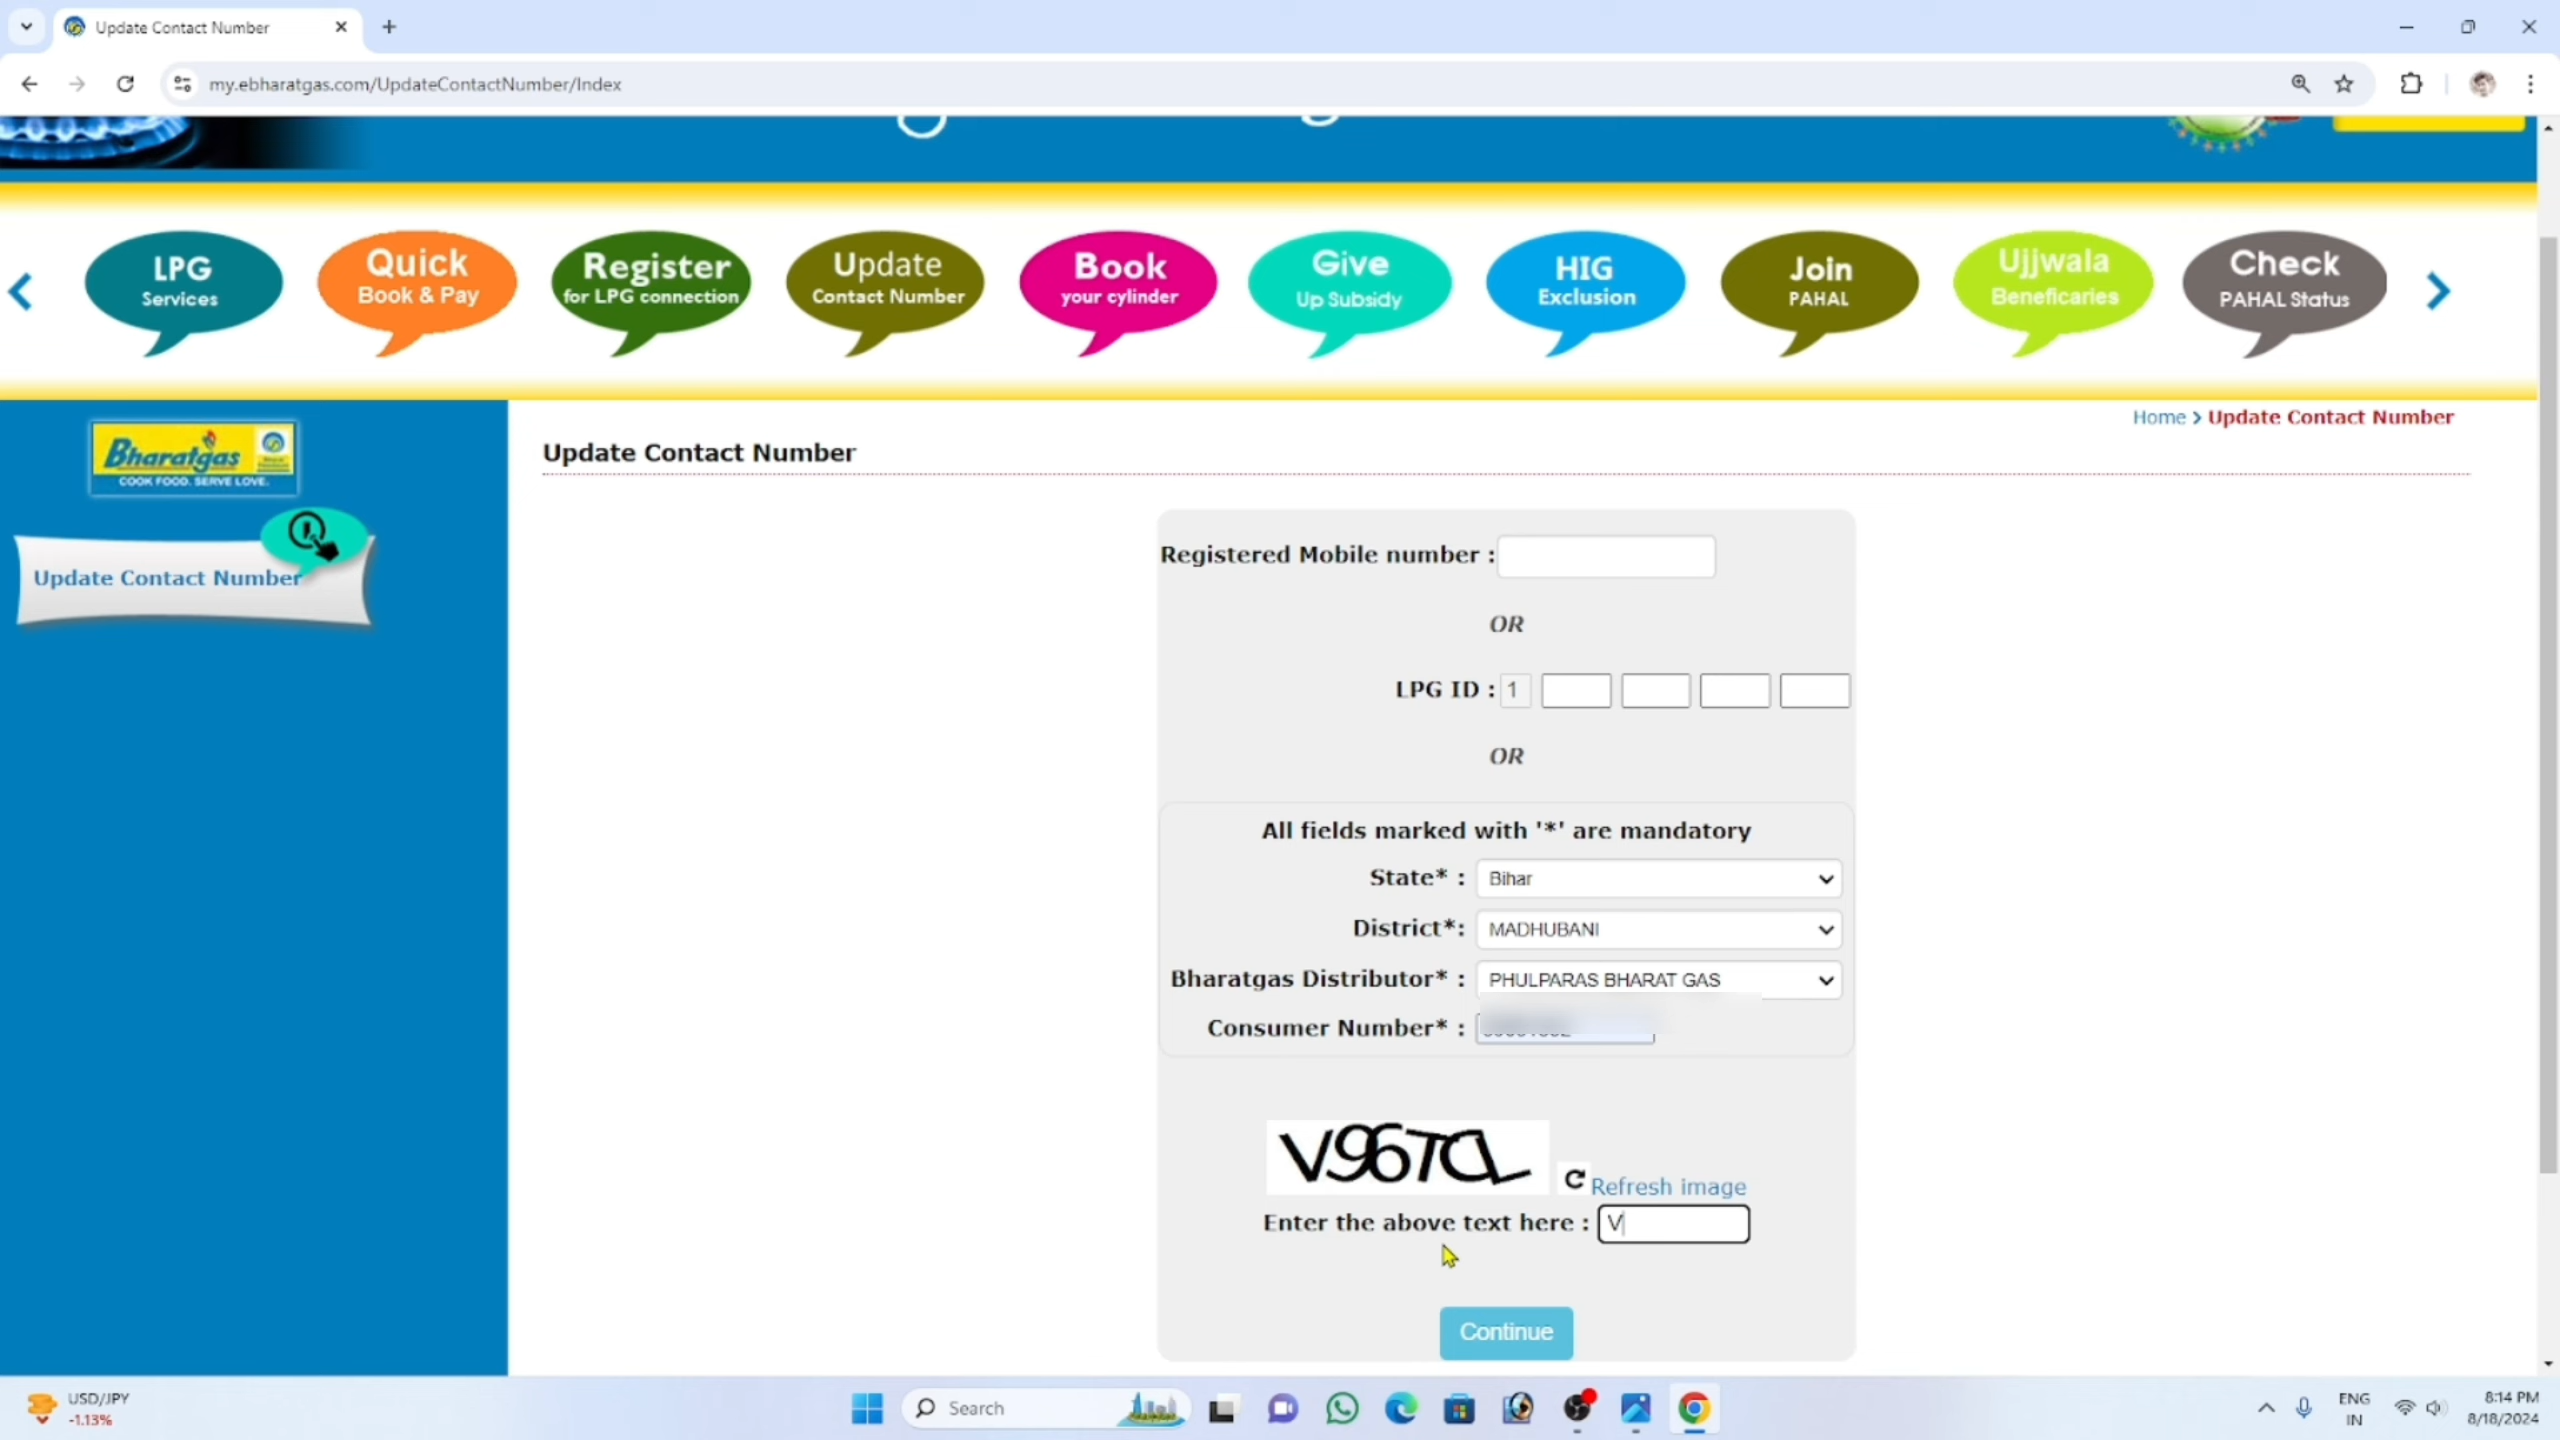 Update Contact Number
my.ebharatgas.com/UpdateContactNumber/Index
LPG
Services
Quick
Book & Pay
Register
for LPG connection
Update
Contact Number
Book
your cylinder
Give
Up Subsidy
HIG
Exclusion
Join
PAHAL
Ujjwala
Beneficaries
Check
PAHAL Status
Home > Update Contact Number
Bharatgas
COOK FOOD. SERVE LOVE.
Update Contact Number
Update Contact Number
Registered Mobile number :
OR
LPG ID : 1
OR
All fields marked with '*' are mandatory
State* : Bihar
District*: MADHUBANI
Bharatgas Distributor* : PHULPARAS BHARAT GAS
Consumer Number* :
V96TCL
Refresh image
Enter the above text here : V
Continue
USD/JPY
-1.13%
Search
ENG
IN
8:14 PM
8/18/2024